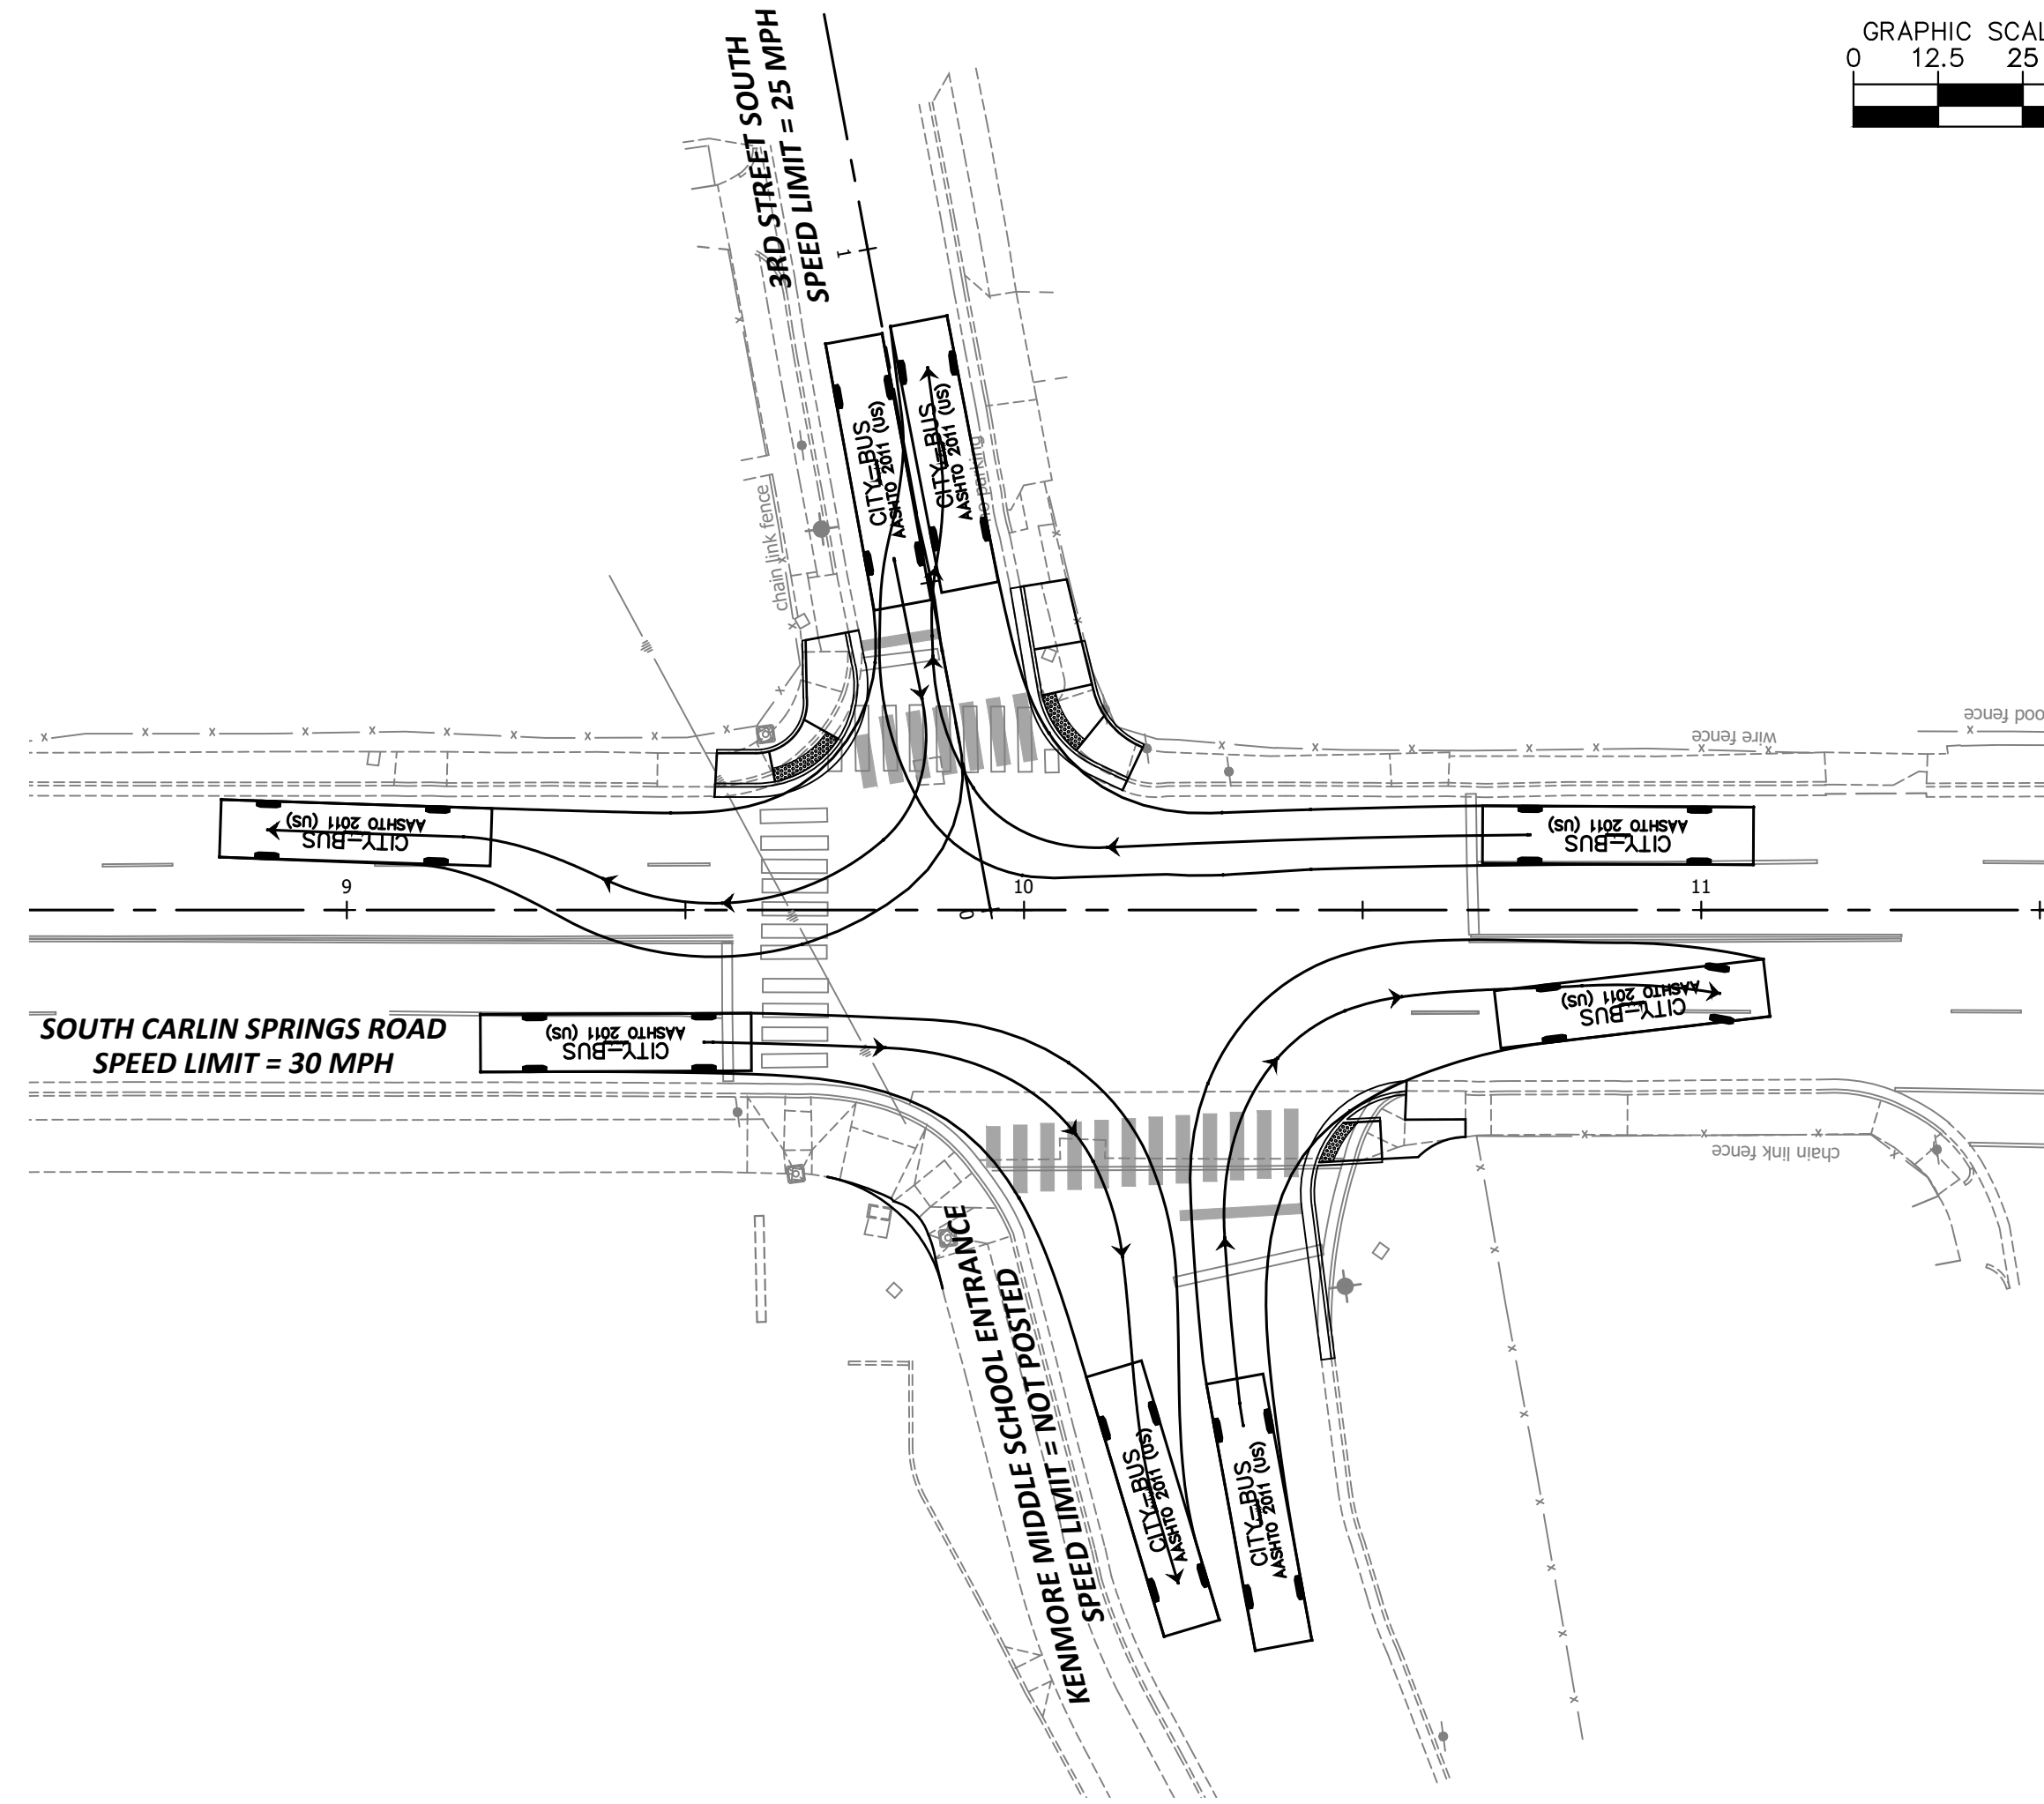 GRAPHIC SCAL
0 12.5 25
3RD STREET SOUTH
SPEED LIMIT = 25 MPH
1
CITY-BUS
AASHTO 2011 (US)
CITY-BUS
AASHTO 2011 (US)
chain link fence
parking
wire fence
ood fence
CITY-BUS
AASHTO 2011 (US)
CITY-BUS
AASHTO 2011 (US)
9
10
11
0
SOUTH CARLIN SPRINGS ROAD
SPEED LIMIT = 30 MPH
CITY-BUS
AASHTO 2011 (US)
CITY-BUS
AASHTO 2011 (US)
chain link fence
KENMORE MIDDLE SCHOOL ENTRANCE
SPEED LIMIT = NOT POSTED
CITY-BUS
AASHTO 2011 (US)
CITY-BUS
AASHTO 2011 (US)